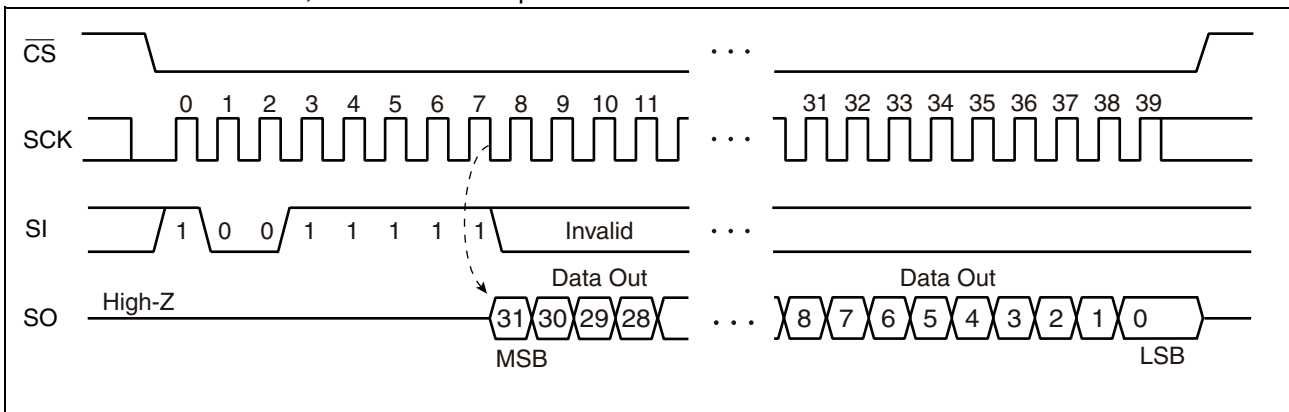 CS
0 1 2 3 4 5 6 7 8 9 10 11 31 32 33 34 35 36 37 38 39
SCK · · ·
SI 1 0 0 1 1 1 1 1 Invalid · · ·
Data Out Data Out
High-Z
SO 31 30 29 28 · · · 8 7 6 5 4 3 2 1 0
MSB LSB